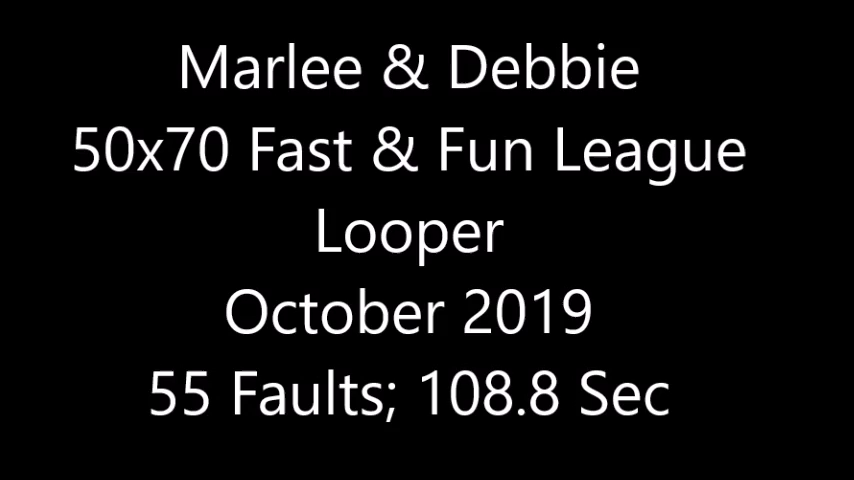 Marlee & Debbie
50x70 Fast & Fun League
Looper
October 2019
55 Faults; 108.8 Sec